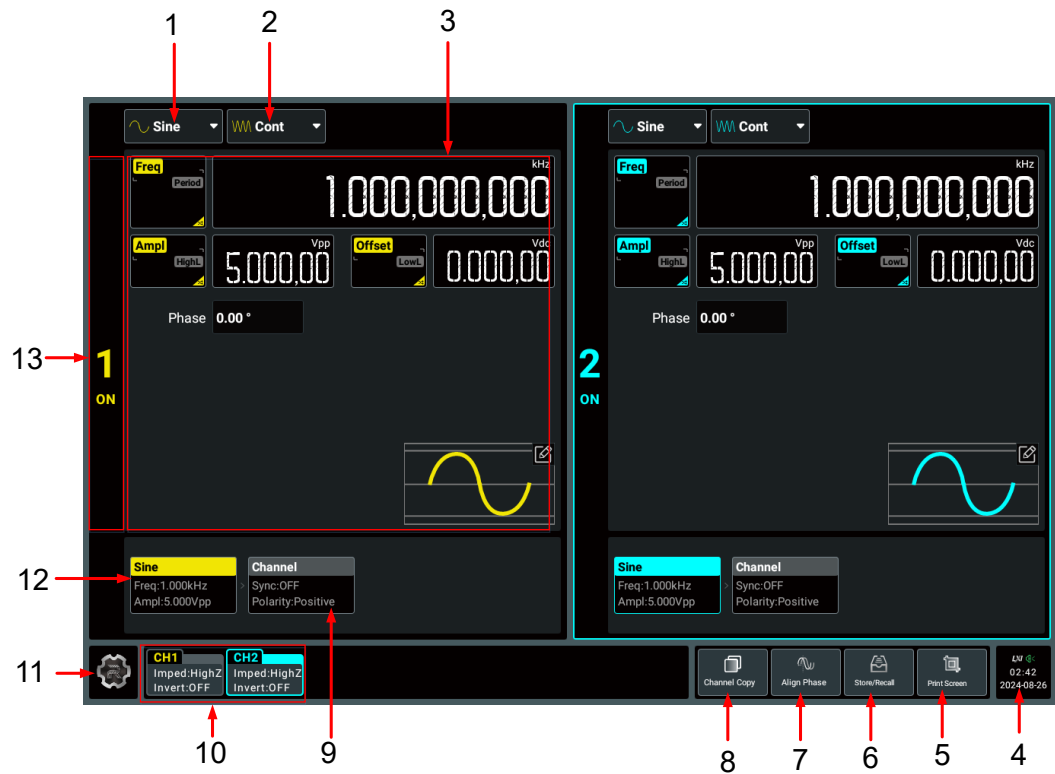 1 2 3
Sine Cont
Freq Period kHz
1.000,000,000
Ampl HighL Vpp
5.000,00
Offset LowL Vdc
0.000,00
Phase 0.00 °
13
1
ON
Sine
Freq:1.000kHz
Ampl:5.000Vpp
>
Channel
Sync:OFF
Polarity:Positive
12
Sine Cont
Freq Period kHz
1.000,000,000
Ampl HighL Vpp
5.000,00
Offset LowL Vdc
0.000,00
Phase 0.00 °
2
ON
Sine
Freq:1.000kHz
Ampl:5.000Vpp
>
Channel
Sync:OFF
Polarity:Positive
11
CH1
Imped:HighZ
Invert:OFF
CH2
Imped:HighZ
Invert:OFF
Channel Copy
Align Phase
Store/Recall
Print Screen
LXI
02:42
2024-08-26
10 9 8 7 6 5 4